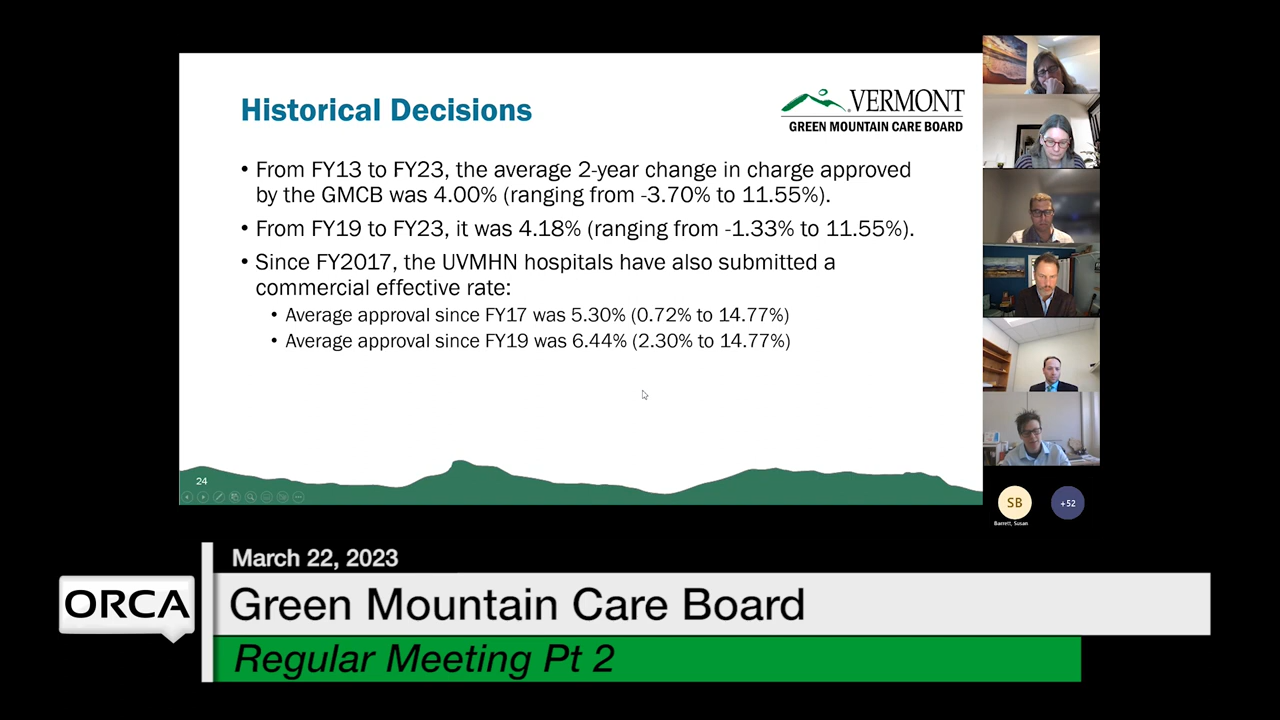 Historical Decisions
VERMONT
GREEN MOUNTAIN CARE BOARD
• From FY13 to FY23, the average 2-year change in charge approved
by the GMCB was 4.00% (ranging from -3.70% to 11.55%).
• From FY19 to FY23, it was 4.18% (ranging from -1.33% to 11.55%).
• Since FY2017, the UVMHN hospitals have also submitted a
commercial effective rate:
• Average approval since FY17 was 5.30% (0.72% to 14.77%)
• Average approval since FY19 was 6.44% (2.30% to 14.77%)
24
SB
+52
Barrett, Susan
March 22, 2023
ORCA
Green Mountain Care Board
Regular Meeting Pt 2